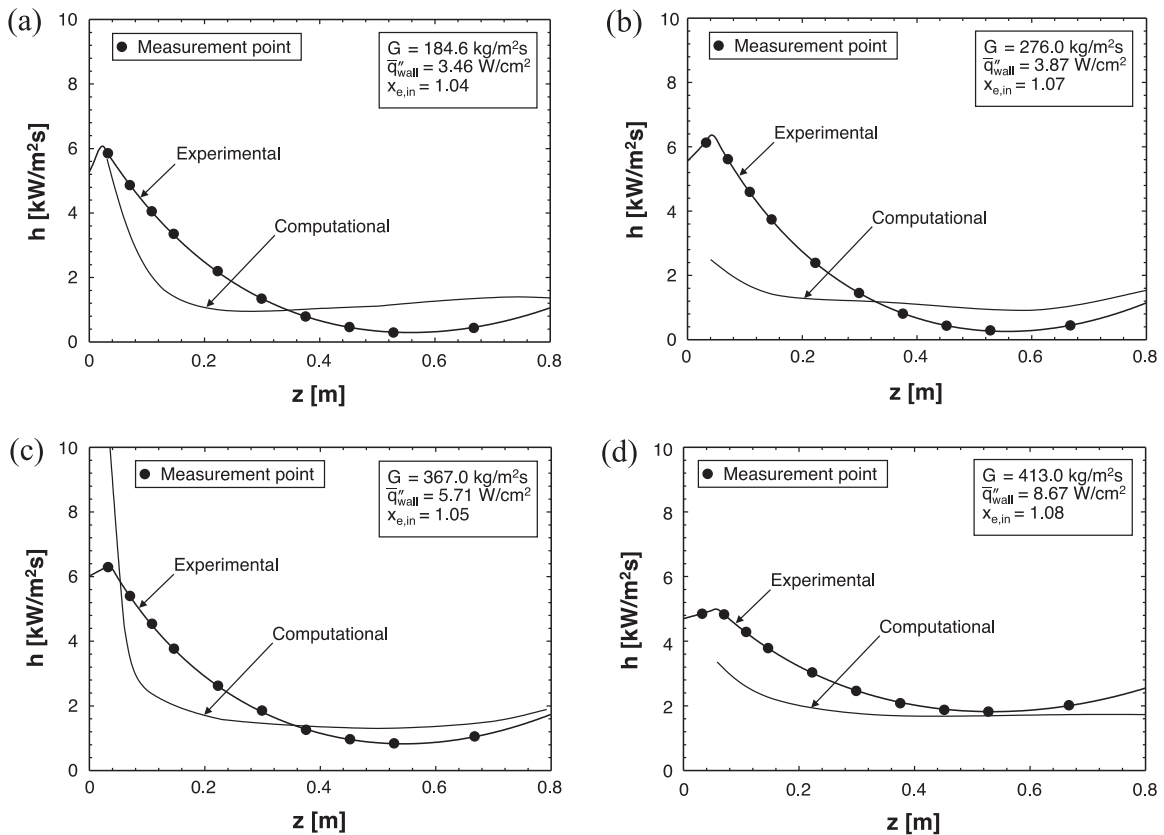 (a)
Measurement point
G = 184.6 kg/m²s
q̅″wall = 3.46 W/cm²
xe,in = 1.04
10
8
6
4
2
0
h [kW/m²s]
Experimental
Computational
0 0.2 0.4 0.6 0.8
z [m]
(b)
Measurement point
G = 276.0 kg/m²s
q̅″wall = 3.87 W/cm²
xe,in = 1.07
10
8
6
4
2
0
h [kW/m²s]
Experimental
Computational
0 0.2 0.4 0.6 0.8
z [m]
(c)
Measurement point
G = 367.0 kg/m²s
q̅″wall = 5.71 W/cm²
xe,in = 1.05
10
8
6
4
2
0
h [kW/m²s]
Experimental
Computational
0 0.2 0.4 0.6 0.8
z [m]
(d)
Measurement point
G = 413.0 kg/m²s
q̅″wall = 8.67 W/cm²
xe,in = 1.08
10
8
6
4
2
0
h [kW/m²s]
Experimental
Computational
0 0.2 0.4 0.6 0.8
z [m]